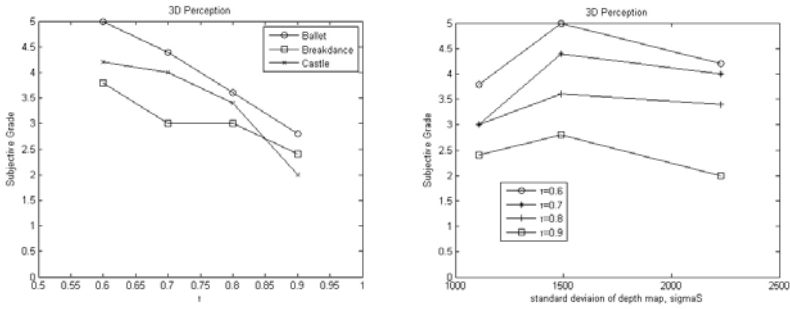 3D Perception
5
4.5
4
3.5
3
2.5
2
1.5
1
0.5
0
Subjective Grade
Ballet
Breakdance
Castle
0.5 0.55 0.6 0.65 0.7 0.75 0.8 0.85 0.9 0.95 1
r
3D Perception
5
4.5
4
3.5
3
2.5
2
1.5
1
0.5
0
Subjective Grade
r=0.6
r=0.7
r=0.8
r=0.9
1000 1500 2000 2500
standard deviaion of depth map, sigmaS